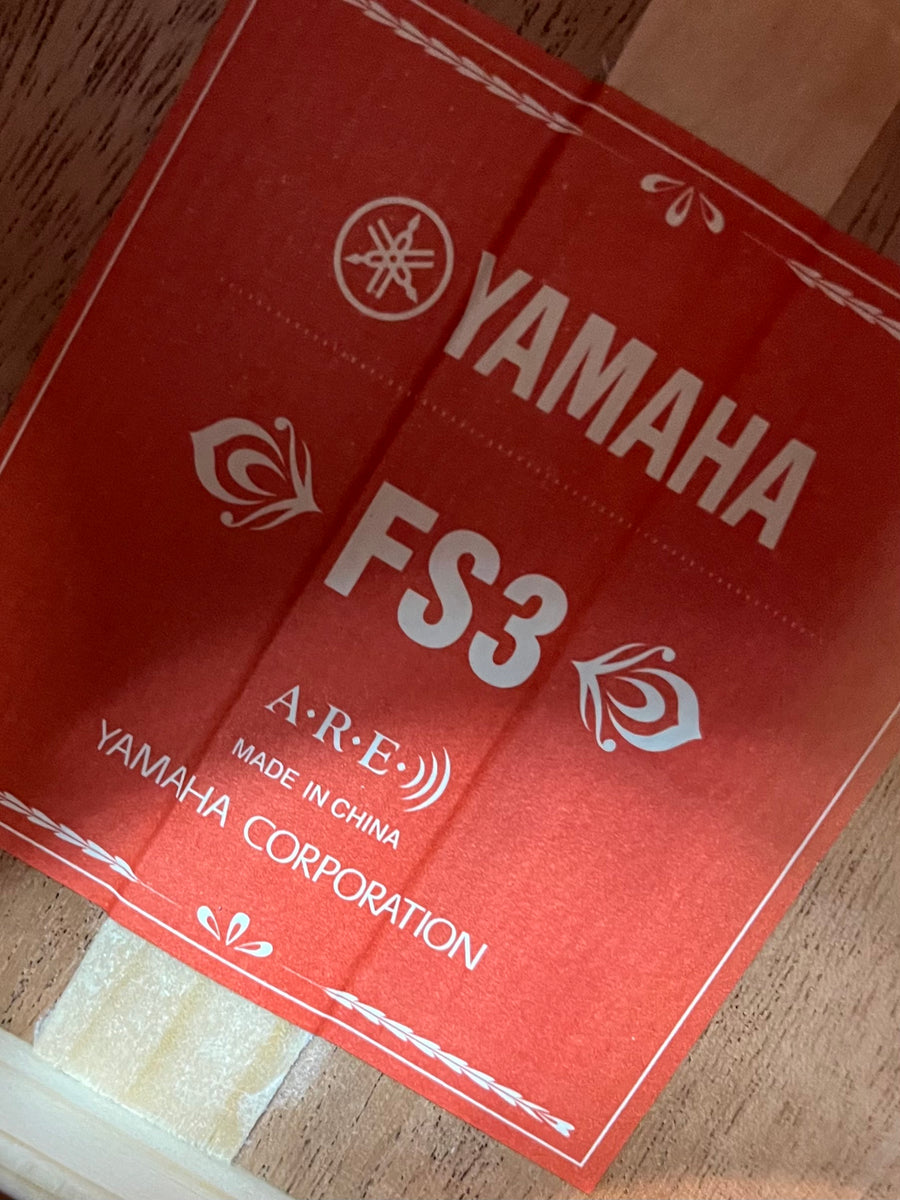 YAMAHA
FS3
A·R·E·
MADE IN CHINA
YAMAHA CORPORATION